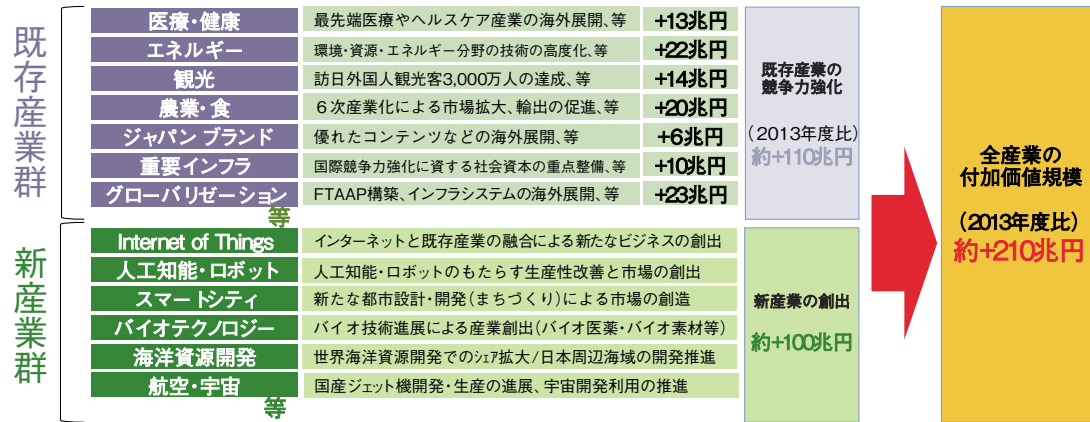 既存産業群
医療・健康 最先端医療やヘルスケア産業の海外展開、等 +13兆円
エネルギー 環境・資源・エネルギー分野の技術の高度化、等 +22兆円
観光 訪日外国人観光客3,000万人の達成、等 +14兆円
農業・食 6次産業化による市場拡大、輸出の促進、等 +20兆円
ジャパン ブランド 優れたコンテンツなどの海外展開、等 +6兆円
重要インフラ 国際競争力強化に資する社会資本の重点整備、等 +10兆円
グローバリゼーション FTAAP構築、インフラシステムの海外展開、等 +23兆円
等
既存産業の
競争力強化
(2013年度比)
約+110兆円
新産業群
Internet of Things インターネットと既存産業の融合による新たなビジネスの創出
人工知能・ロボット 人工知能・ロボットのもたらす生産性改善と市場の創出
スマートシティ 新たな都市設計・開発(まちづくり)による市場の創造
バイオテクノロジー バイオ技術進展による産業創出(バイオ医薬・バイオ素材等)
海洋資源開発 世界海洋資源開発でのｼｪｱ拡大/日本周辺海域の開発推進
航空・宇宙 国産ジェット機開発・生産の進展、宇宙開発利用の推進
等
新産業の創出
約+100兆円
全産業の
付加価値規模
(2013年度比)
約+210兆円